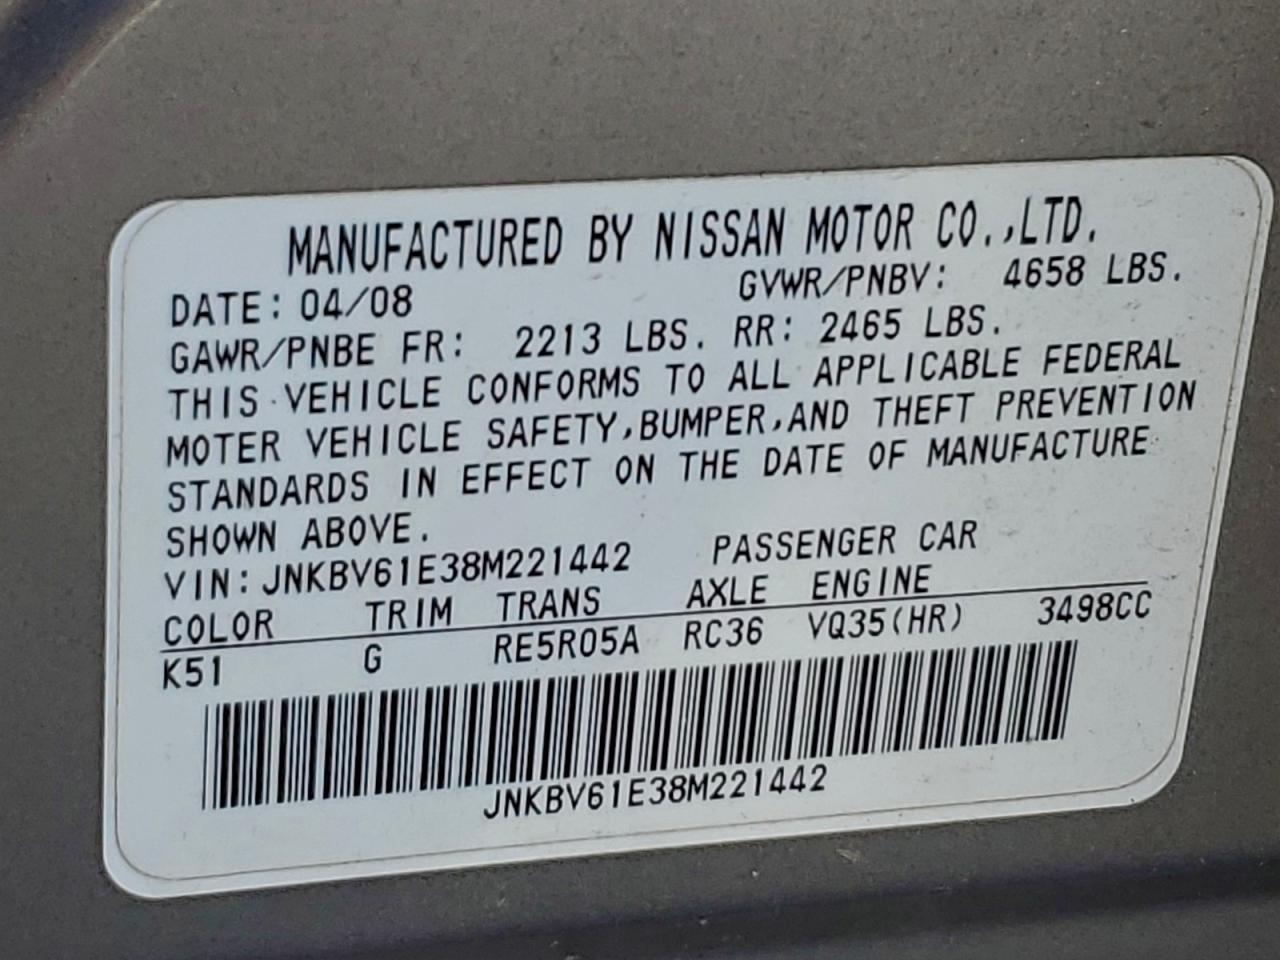 MANUFACTURED BY NISSAN MOTOR CO.,LTD.
DATE: 04/08 GVWR/PNBV: 4658 LBS.
GAWR/PNBE FR: 2213 LBS. RR: 2465 LBS.
THIS VEHICLE CONFORMS TO ALL APPLICABLE FEDERAL
MOTER VEHICLE SAFETY,BUMPER,AND THEFT PREVENTION
STANDARDS IN EFFECT ON THE DATE OF MANUFACTURE
SHOWN ABOVE.
VIN: JNKBV61E38M221442 PASSENGER CAR
COLOR TRIM TRANS AXLE ENGINE
K51 G RE5R05A RC36 VQ35(HR) 3498CC
JNKBV61E38M221442